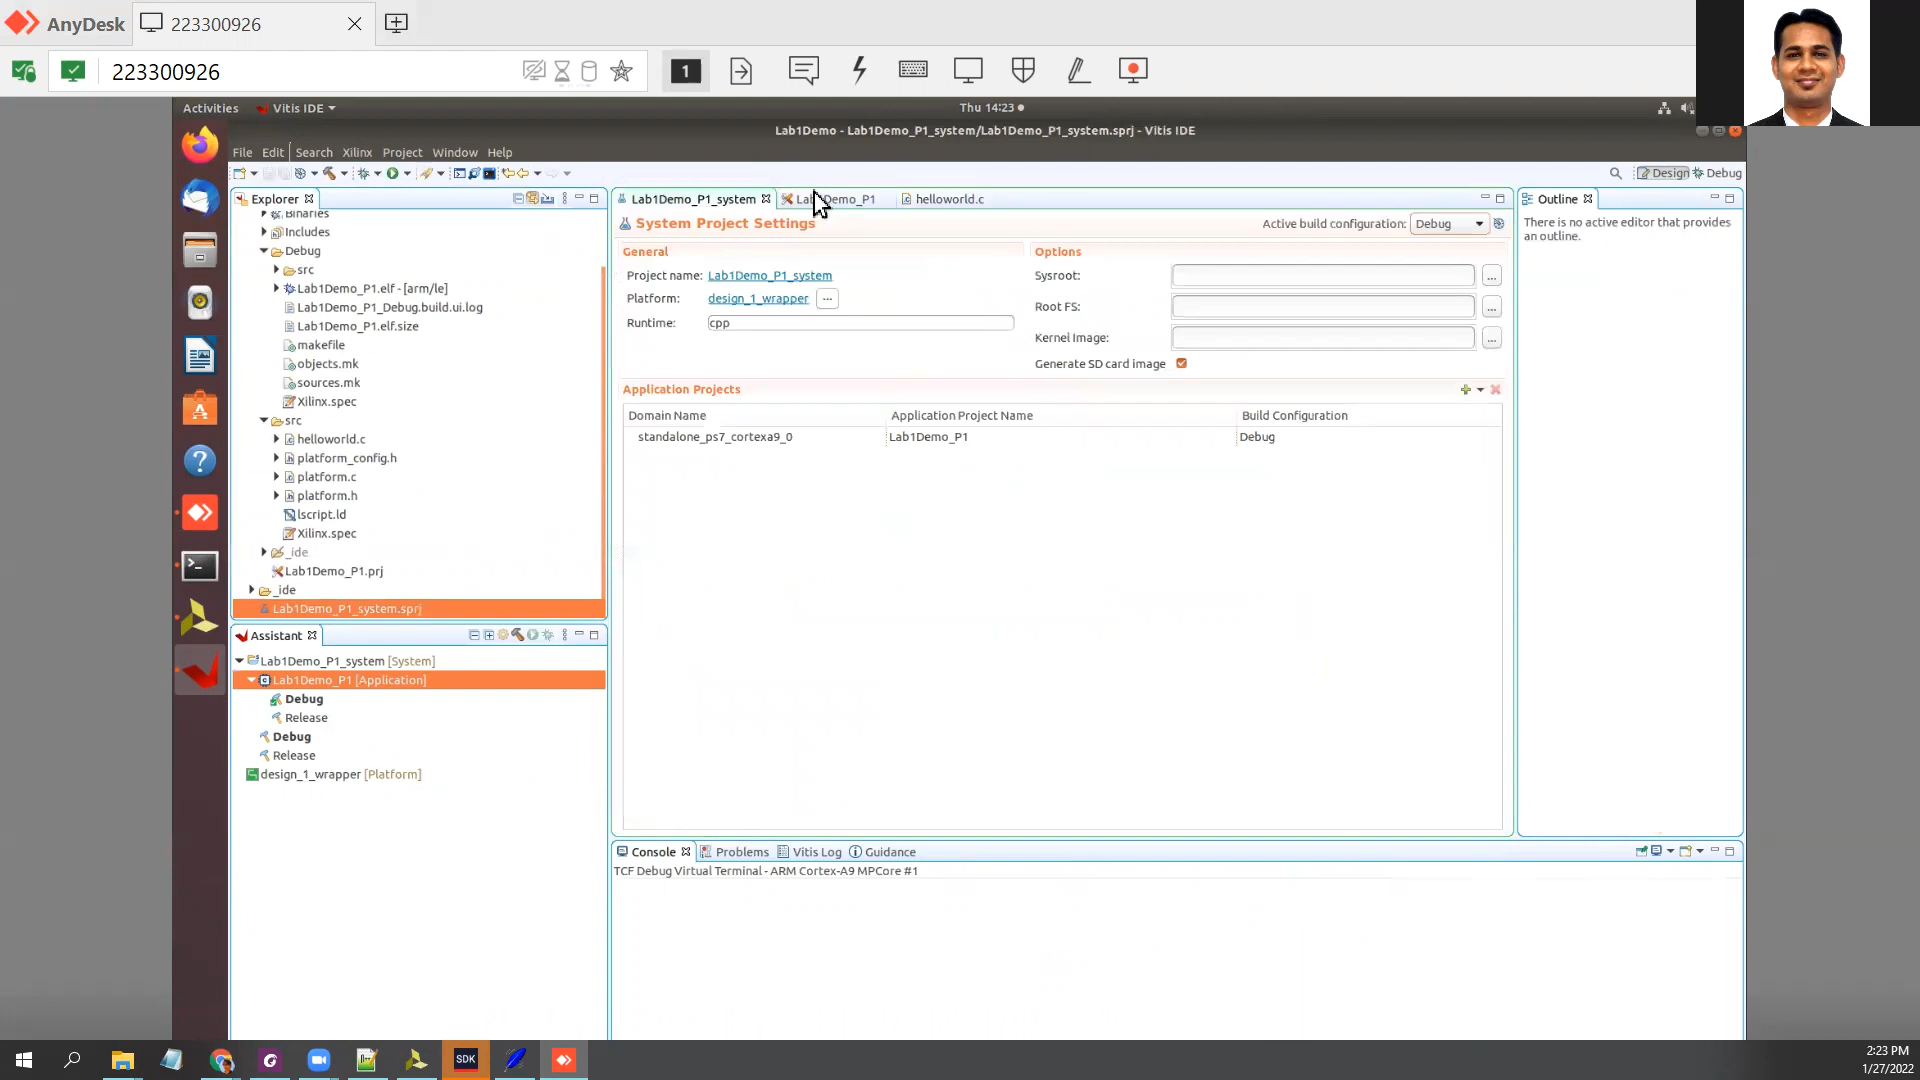 AnyDesk
223300926
223300926
1
Activities
Vitis IDE
Thu 14:23
Lab1Demo - Lab1Demo_P1_system/Lab1Demo_P1_system.sprj - Vitis IDE
File Edit Search Xilinx Project Window Help
Design Debug
Explorer
Binaries
Includes
Debug
src
Lab1Demo_P1.elf - [arm/le]
Lab1Demo_P1_Debug.build.ui.log
Lab1Demo_P1.elf.size
makefile
objects.mk
sources.mk
Xilinx.spec
src
helloworld.c
platform_config.h
platform.c
platform.h
lscript.ld
Xilinx.spec
_ide
Lab1Demo_P1.prj
_ide
Lab1Demo_P1_system.sprj
Assistant
Lab1Demo_P1_system [System]
Lab1Demo_P1 [Application]
Debug
Release
Debug
Release
design_1_wrapper [Platform]
Lab1Demo_P1_system
helloworld.c
System Project Settings
Active build configuration: Debug
General
Project name: Lab1Demo_P1_system
Platform: design_1_wrapper ...
Runtime: cpp
Options
Sysroot: ...
Root FS: ...
Kernel Image: ...
Generate SD card image
Application Projects
Domain Name Application Project Name Build Configuration
standalone_ps7_cortexa9_0 Lab1Demo_P1 Debug
Outline
There is no active editor that provides
an outline.
Console Problems Vitis Log Guidance
TCF Debug Virtual Terminal - ARM Cortex-A9 MPCore #1
SDK
2:23 PM
1/27/2022